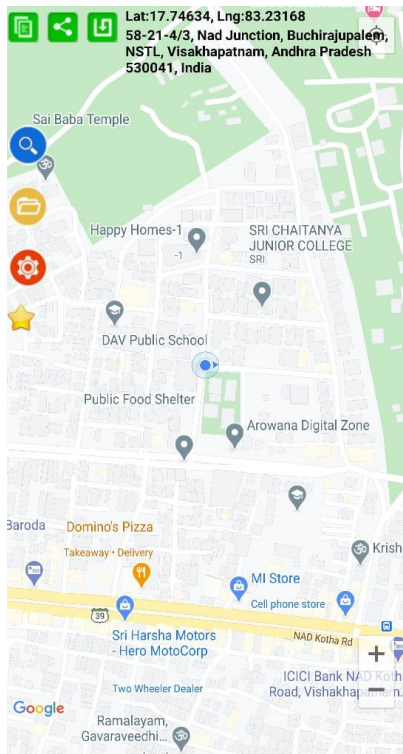 Lat:17.74634, Lng:83.23168
58-21-4/3, Nad Junction, Buchirajupalem,
NSTL, Visakhapatnam, Andhra Pradesh
530041, India
Sai Baba Temple
Happy Homes-1
-1
SRI CHAITANYA
JUNIOR COLLEGE
SRI
DAV Public School
Public Food Shelter
Arowana Digital Zone
Baroda
Domino's Pizza
Takeaway • Delivery
Krish
MI Store
Cell phone store
39
Sri Harsha Motors
- Hero MotoCorp
NAD Kotha Rd
Two Wheeler Dealer
ICICI Bank NAD Koth
Road, Vishakhapatnam.
Google
Ramalayam,
Gavaraveedhi...